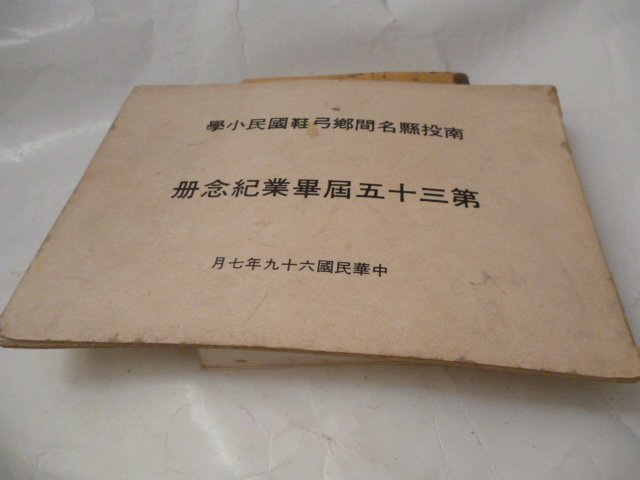 南投縣名間鄉弓鞋國民小學
第三十五屆畢業紀念册
中華民國六十九年七月